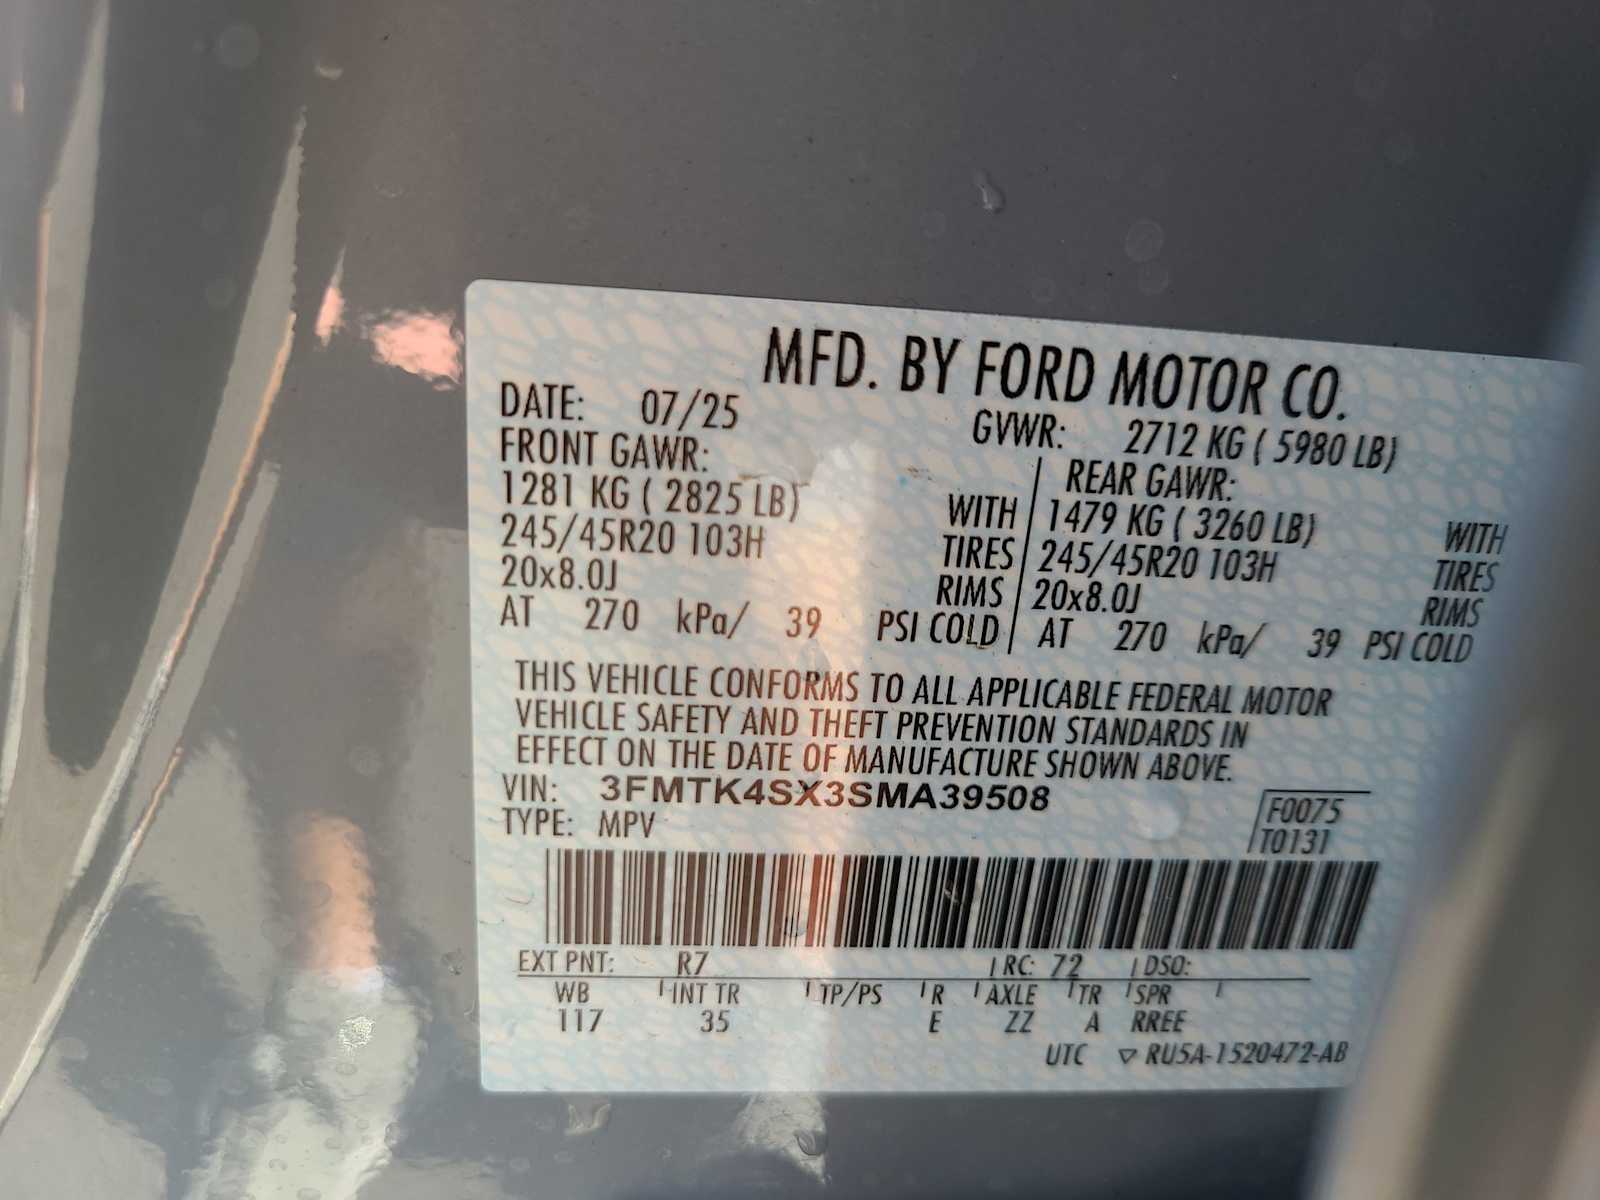 MFD. BY FORD MOTOR CO.
DATE: 07/25 GVWR: 2712 KG ( 5980 LB)
FRONT GAWR: REAR GAWR:
1281 KG ( 2825 LB) WITH 1479 KG ( 3260 LB) WITH
245/45R20 103H TIRES 245/45R20 103H TIRES
20x8.0J RIMS 20x8.0J RIMS
AT 270 kPa/ 39 PSI COLD AT 270 kPa/ 39 PSI COLD
THIS VEHICLE CONFORMS TO ALL APPLICABLE FEDERAL MOTOR
VEHICLE SAFETY AND THEFT PREVENTION STANDARDS IN
EFFECT ON THE DATE OF MANUFACTURE SHOWN ABOVE.
VIN: 3FMTK4SX3SMA39508
TYPE: MPV
F0075
T0131
EXT PNT: R7 RC: 72 DSO:
WB INT TR TP/PS R AXLE TR SPR
117 35 E ZZ A RREE
UTC ▽ RU5A-1520472-AB